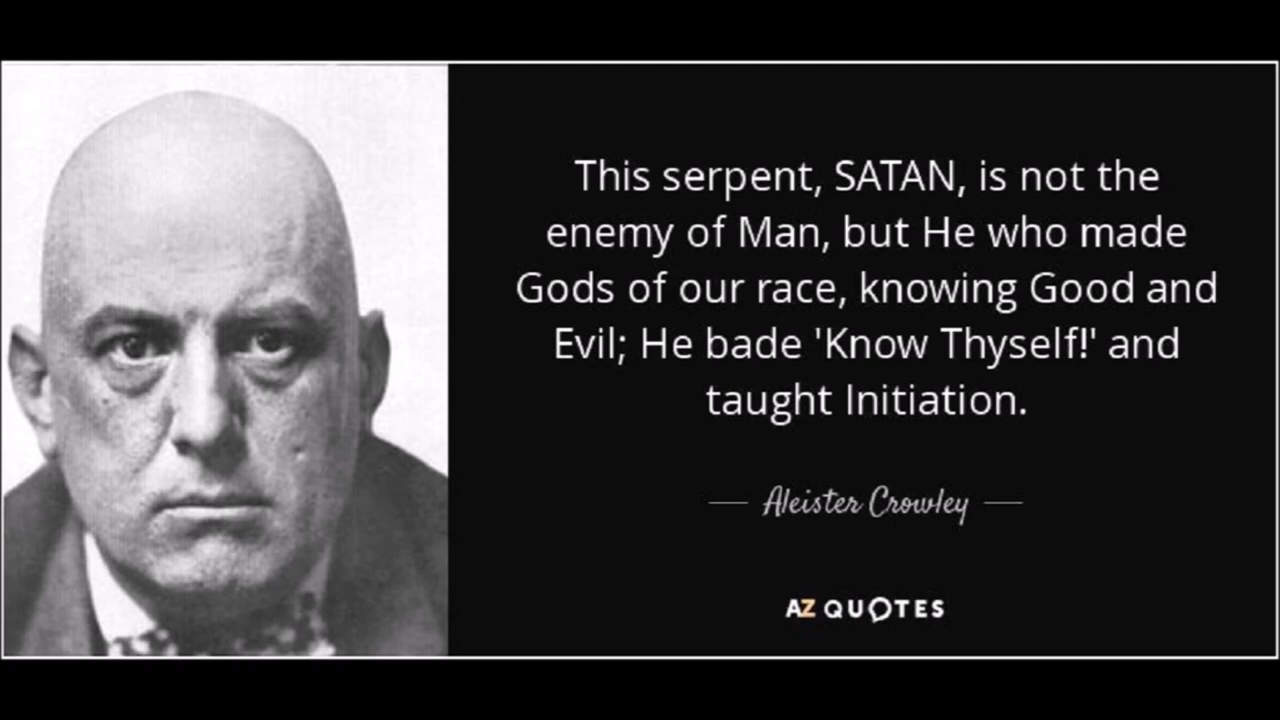 This serpent, SATAN, is not the
enemy of Man, but He who made
Gods of our race, knowing Good and
Evil; He bade 'Know Thyself!' and
taught Initiation.
Aleister Crowley
AZ QUOTES